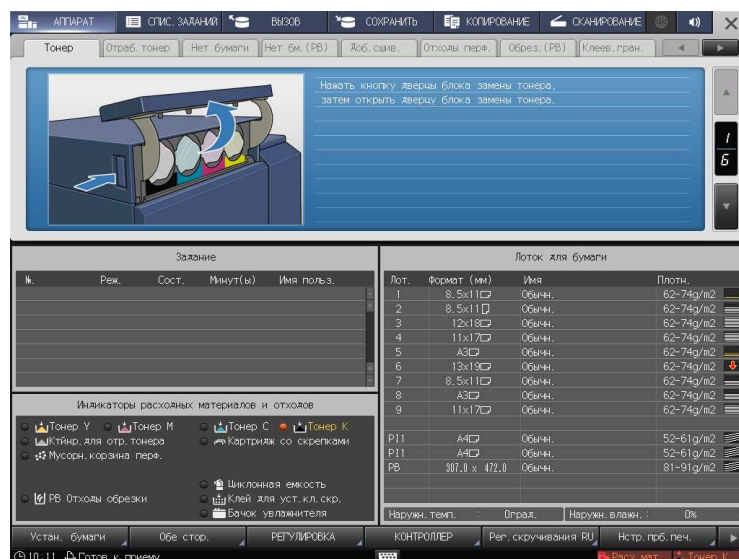 АППАРАТ СПИС. ЗАДАНИЙ ВЫЗОВ СОХРАНИТЬ КОПИРОВАНИЕ СКАНИРОВАНИЕ
Тонер Отраб. тонер Нет бумаги Нет бм.(PB) Доб.сшив. Отходы перф. Обрез.(PB) Клеев.гран.
Нажать кнопку дверцы блока замены тонера,
затем открыть дверцу блока замены тонера.
1
6
Задание
№. Реж. Сост. Минут(ы) Имя польз.
Индикаторы расходных материалов и отходов
Тонер Y Тонер M Тонер C Тонер K
Ктйнр.для отр.тонера Картридж со скрепками
Мусорн.корзина перф.
Циклонная емкость
PB Отходы обрезки Клей для уст.кл.скр.
Бачок увлажнителя
Лоток для бумаги
Лот. Формат (мм) Имя Плотн.
1 8.5x11 Обычн. 62-74g/m2
2 8.5x11 Обычн. 62-74g/m2
3 12x18 Обычн. 62-74g/m2
4 11x17 Обычн. 62-74g/m2
5 A3 Обычн. 62-74g/m2
6 13x19 Обычн. 62-74g/m2
7 8.5x11 Обычн. 62-74g/m2
8 A3 Обычн. 62-74g/m2
9 11x17 Обычн. 62-74g/m2
PI1 A4 Обычн. 52-61g/m2
PI1 A4 Обычн. 52-61g/m2
PB 307.0 x 472.0 Обычн. 81-91g/m2
Наружн.темп. : 0град. Наружн.влажн. : 0%
Устан. бумаги Обе стор. РЕГУЛИРОВКА КОНТРОЛЛЕР Рег.скручивания RU Нстр.прб.печ.
10:11 Готов к приему Расх.мат. Тонер K